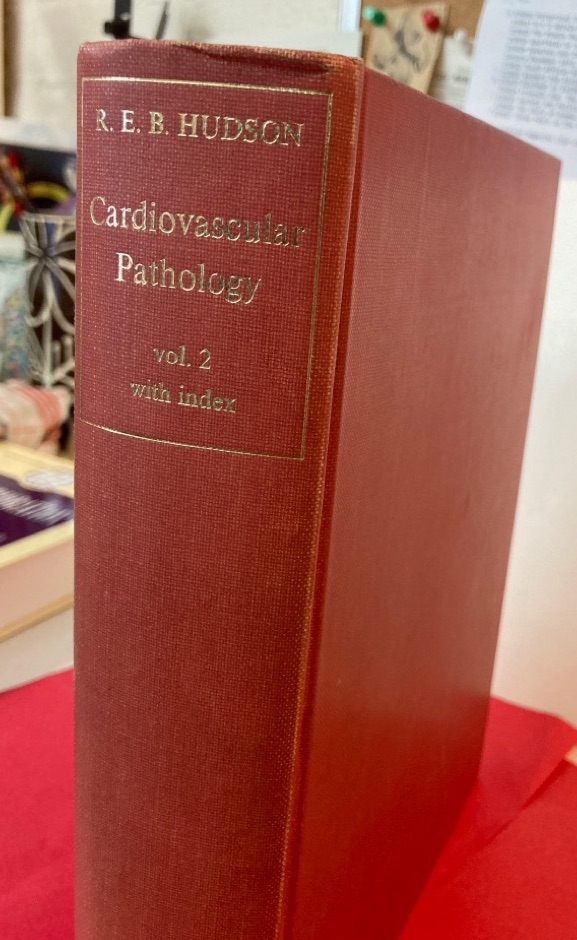 R. E. B. HUDSON
Cardiovascular
Pathology
vol. 2
with index